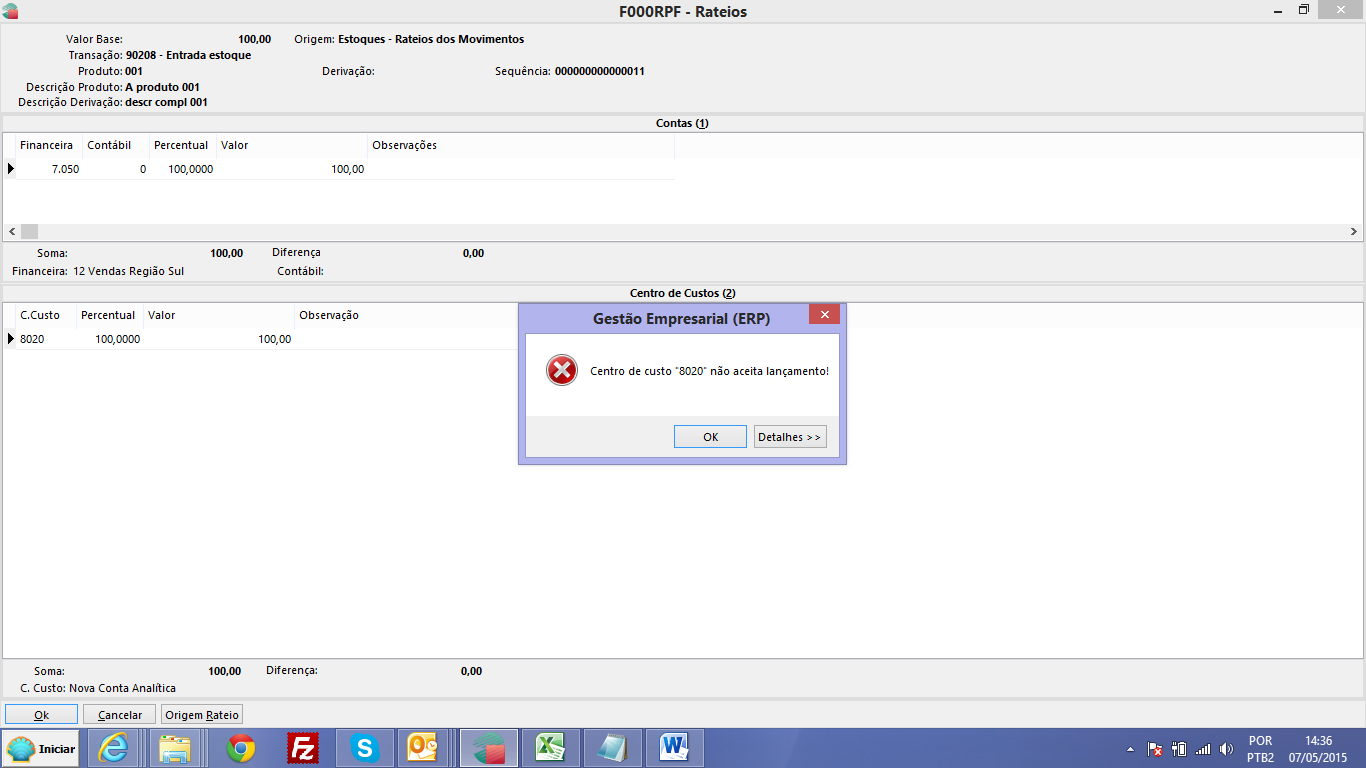 F000RPF - Rateios
Valor Base: 100,00 Origem: Estoques - Rateios dos Movimentos
Transação: 90208 - Entrada estoque
Produto: 001 Derivação: Sequência: 000000000000011
Descrição Produto: A produto 001
Descrição Derivação: descr compl 001
Contas (1)
Financeira Contábil Percentual Valor Observações
7.050 0 100,0000 100,00
Soma: 100,00 Diferença 0,00
Financeira: 12 Vendas Região Sul Contábil:
Centro de Custos (2)
C.Custo Percentual Valor Observação
8020 100,0000 100,00
Gestão Empresarial (ERP)
Centro de custo "8020" não aceita lançamento!
OK Detalhes >>
Soma: 100,00 Diferença: 0,00
C. Custo: Nova Conta Analítica
Ok Cancelar Origem Rateio
Iniciar
POR 14:36
PTB2 07/05/2015